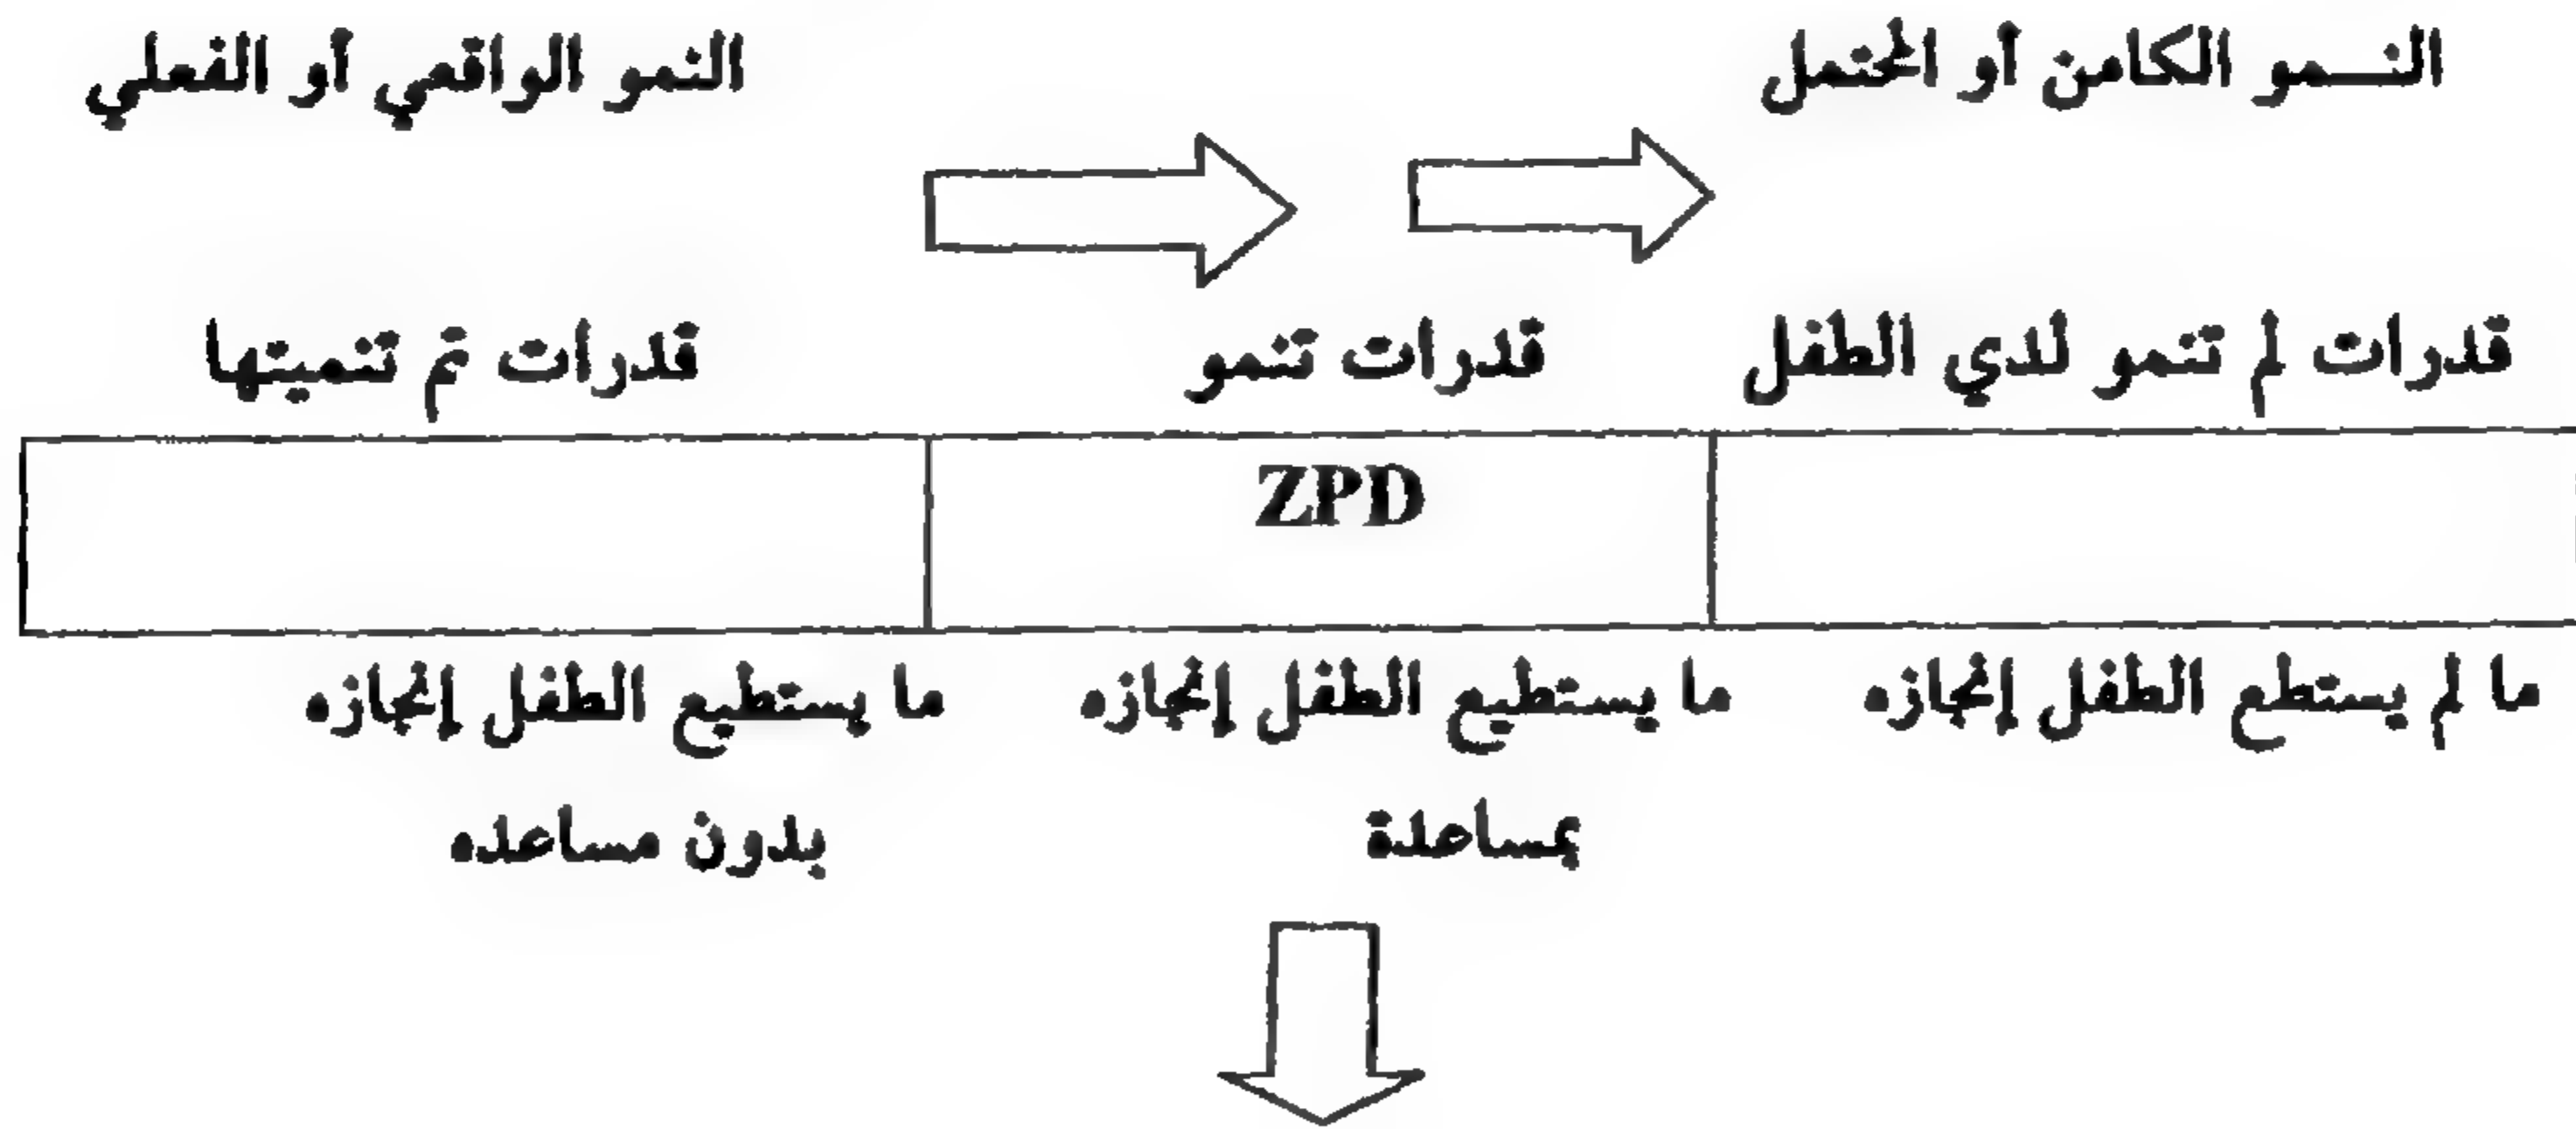 النمو الكامن أو المحتمل
النمو الواقعي أو الفعلي
قدرات لم تنمو لدي الطفل
قدرات تنمو
قدرات تم تنميتها
ZPD
ما لم يستطع الطفل إنجازه
ما يستطيع الطفل إنجازه
بمساعدة
ما يستطيع الطفل إنجازه
بدون مساعده